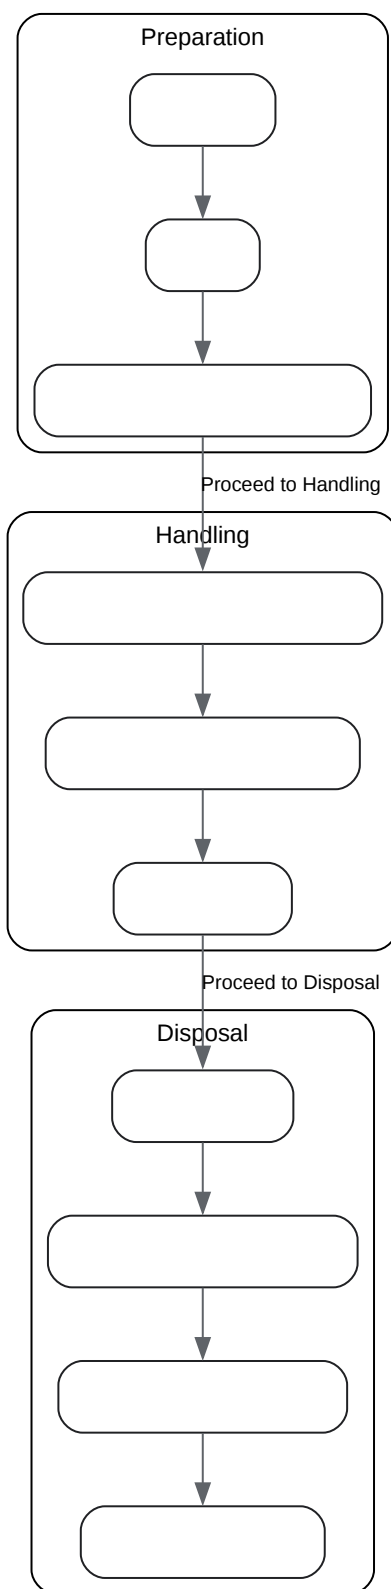 Preparation
Proceed to Handling
Handling
Proceed to Disposal
Disposal